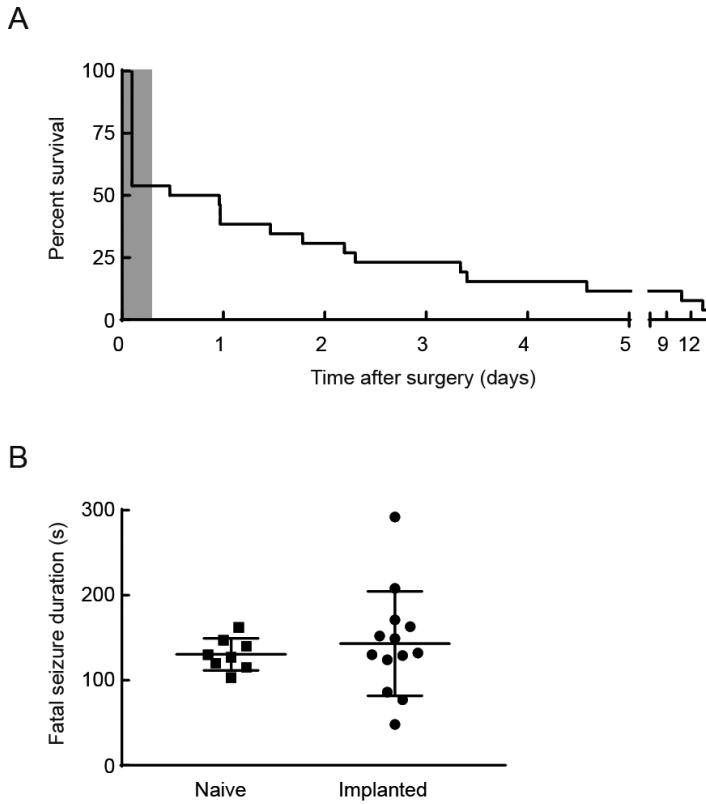 A
Percent survival
100
75
50
25
0
0 1 2 3 4 5 9 12
Time after surgery (days)
B
Fatal seizure duration (s)
300
200
100
0
Naive Implanted